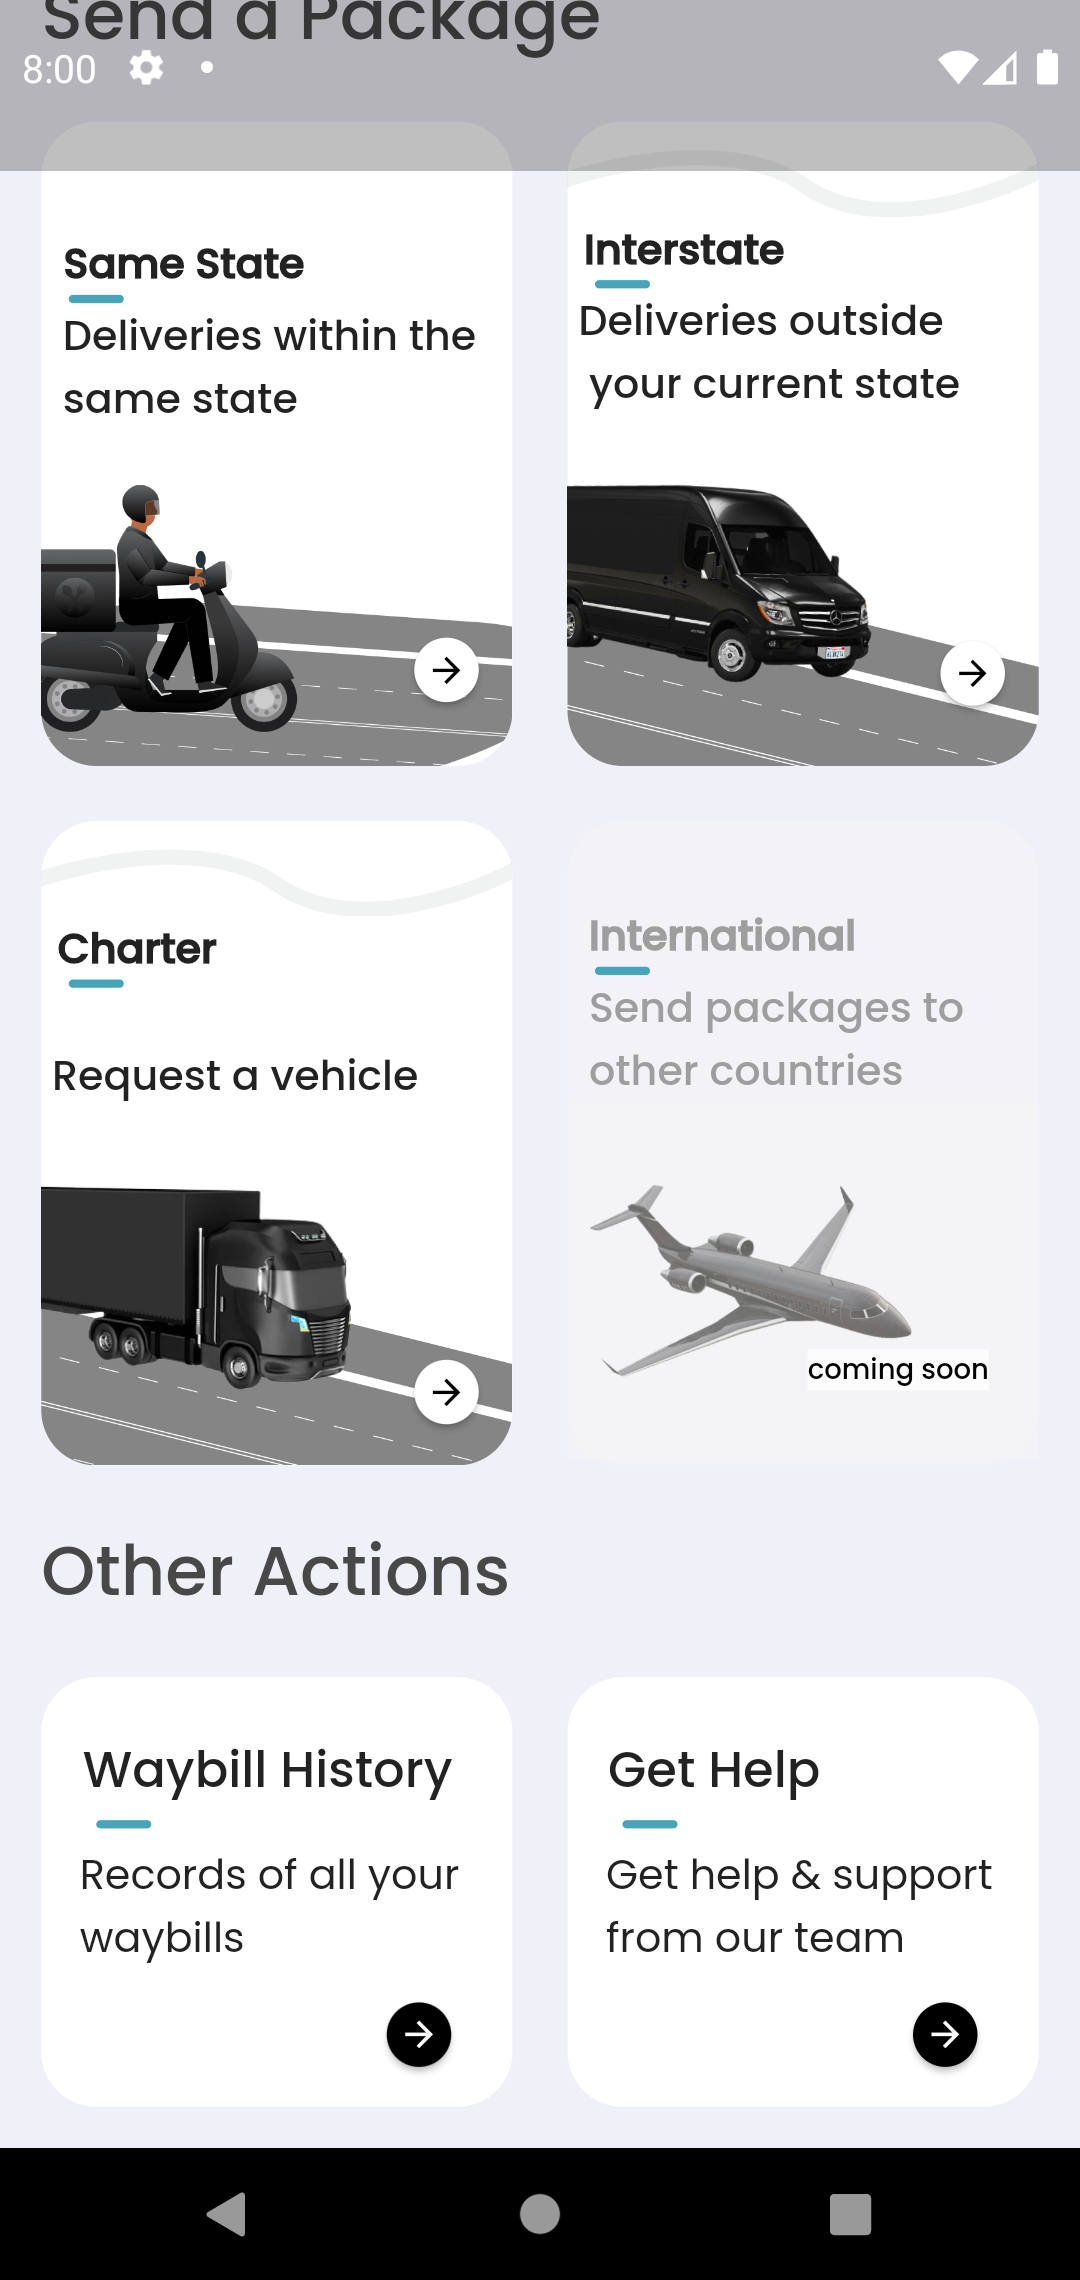 Send a Package
8:00
Same State
Deliveries within the
same state
Interstate
Deliveries outside
your current state
Charter
Request a vehicle
International
Send packages to
other countries
coming soon
Other Actions
Waybill History
Records of all your
waybills
Get Help
Get help & support
from our team